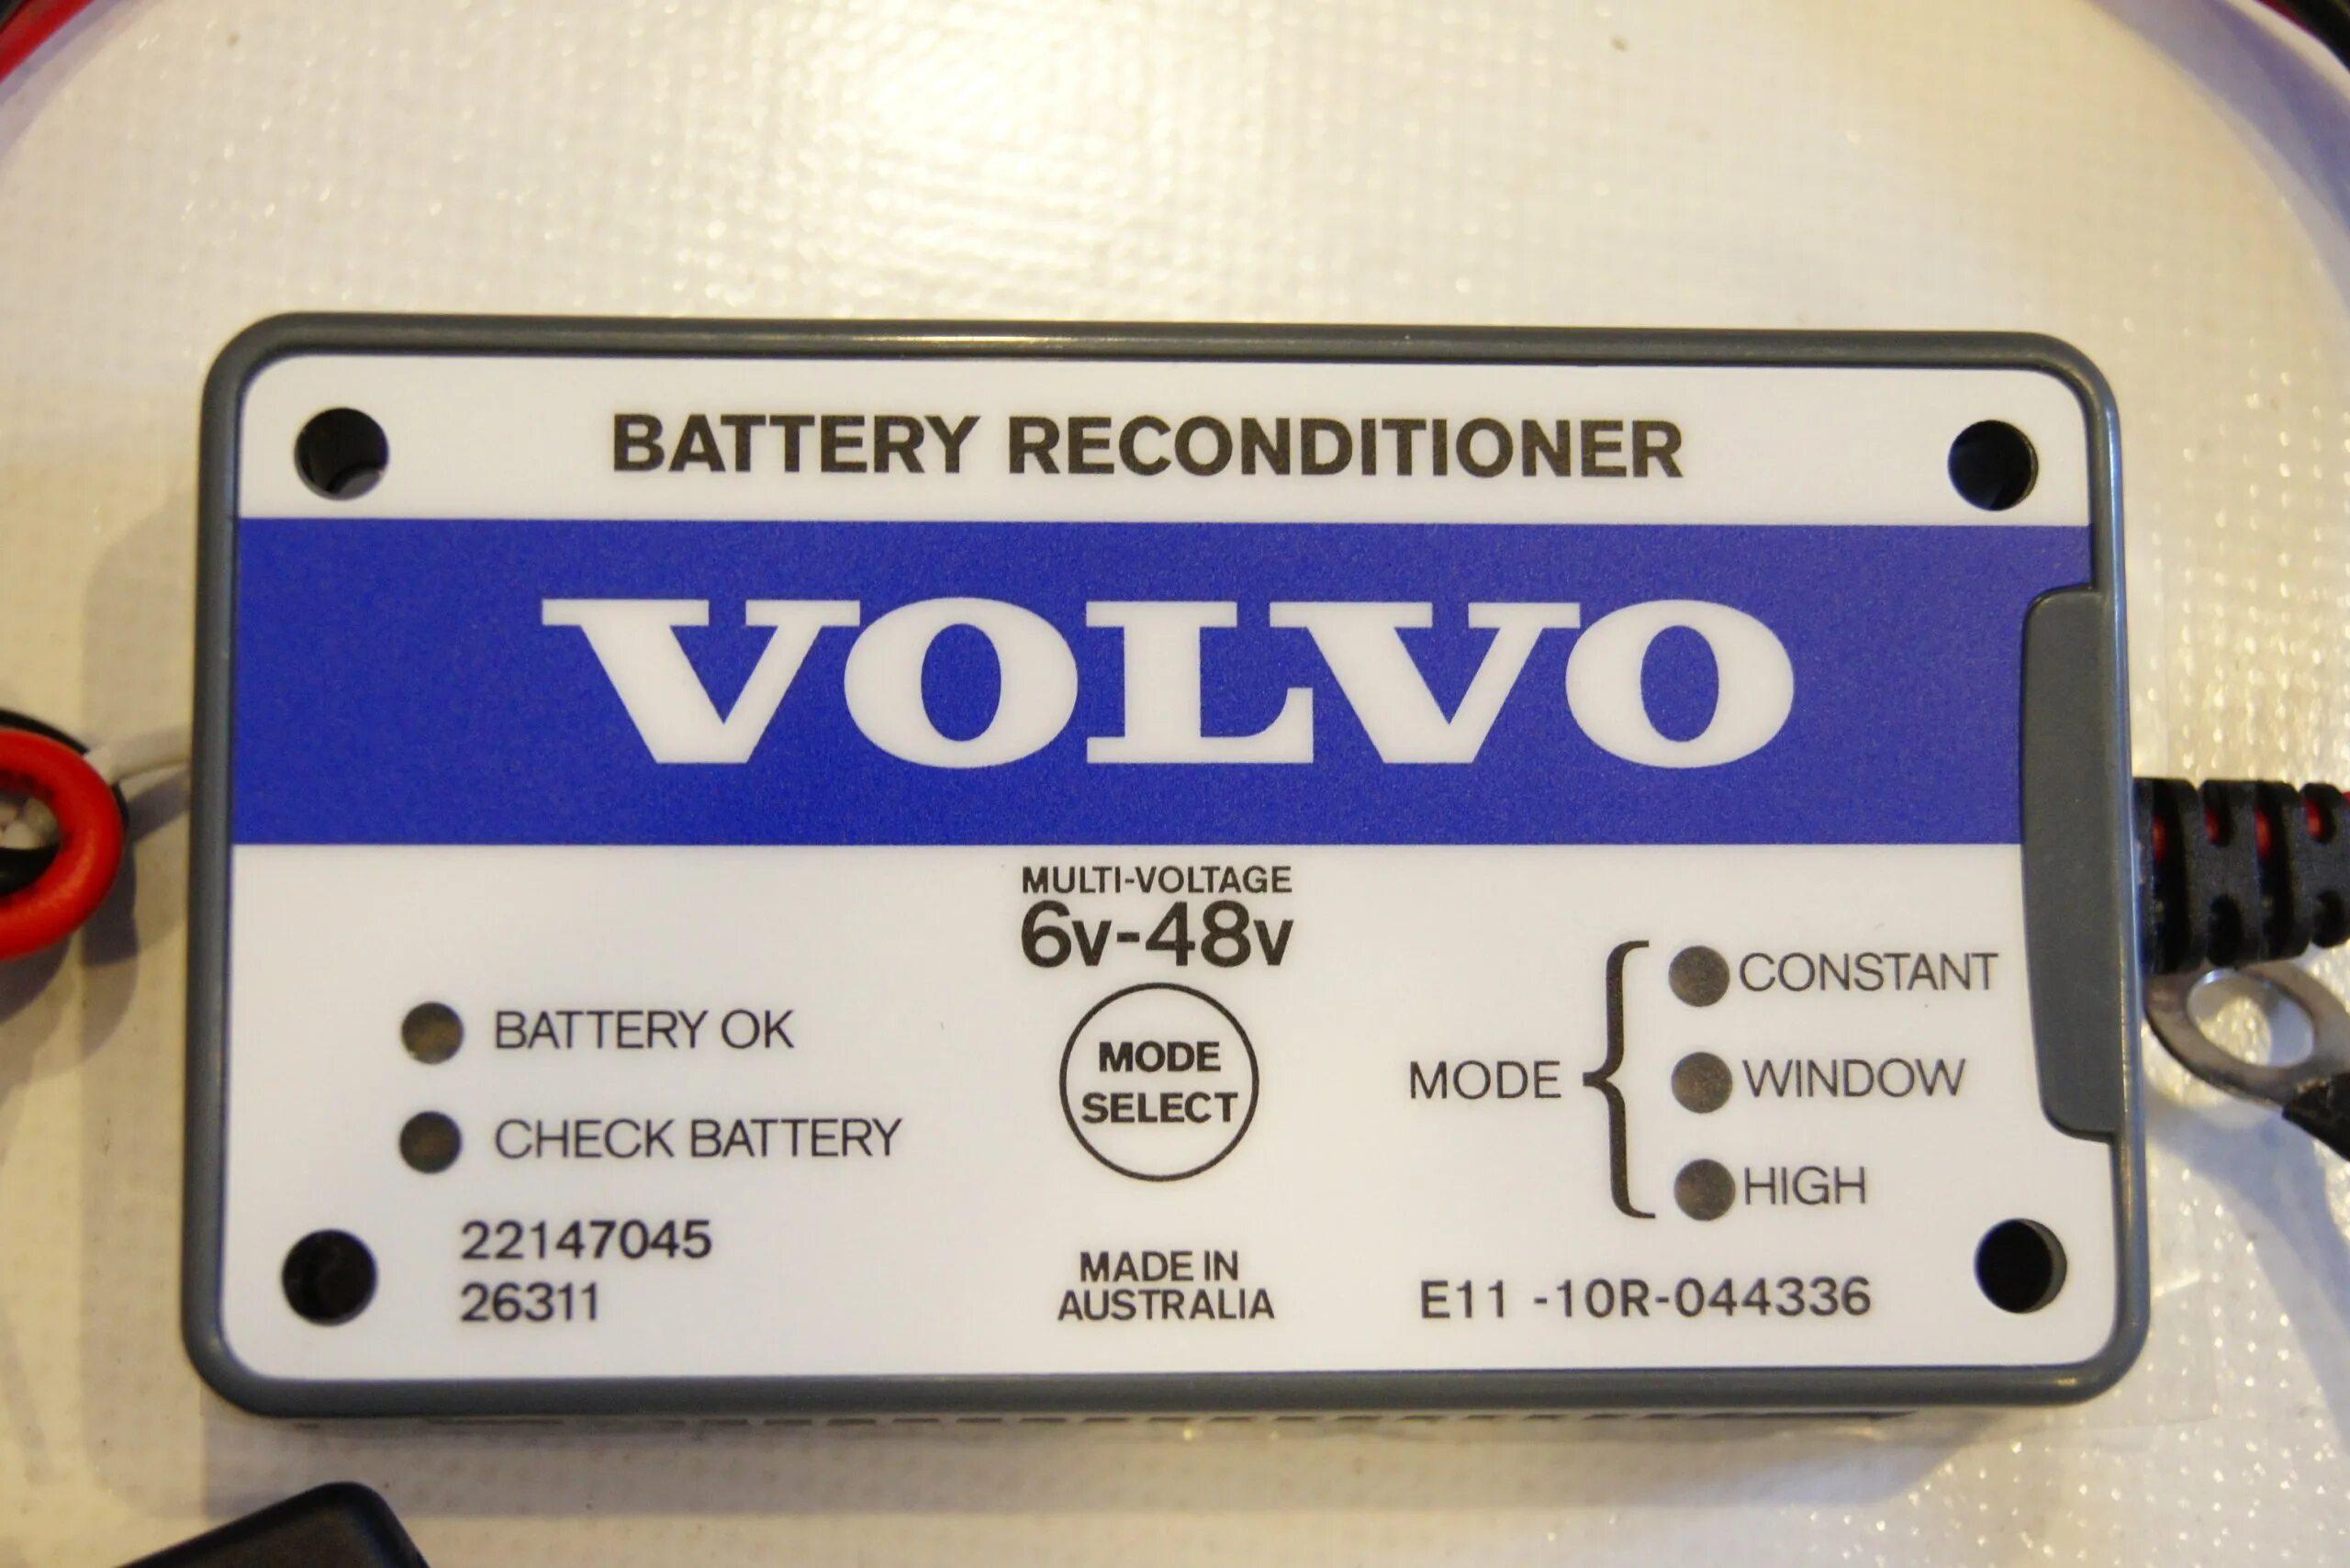 BATTERY RECONDITIONER
VOLVO
MULTI-VOLTAGE
6v-48v
BATTERY OK
CHECK BATTERY
22147045
26311
MODE
SELECT
MADE IN
AUSTRALIA
MODE
CONSTANT
WINDOW
HIGH
E11 -10R-044336